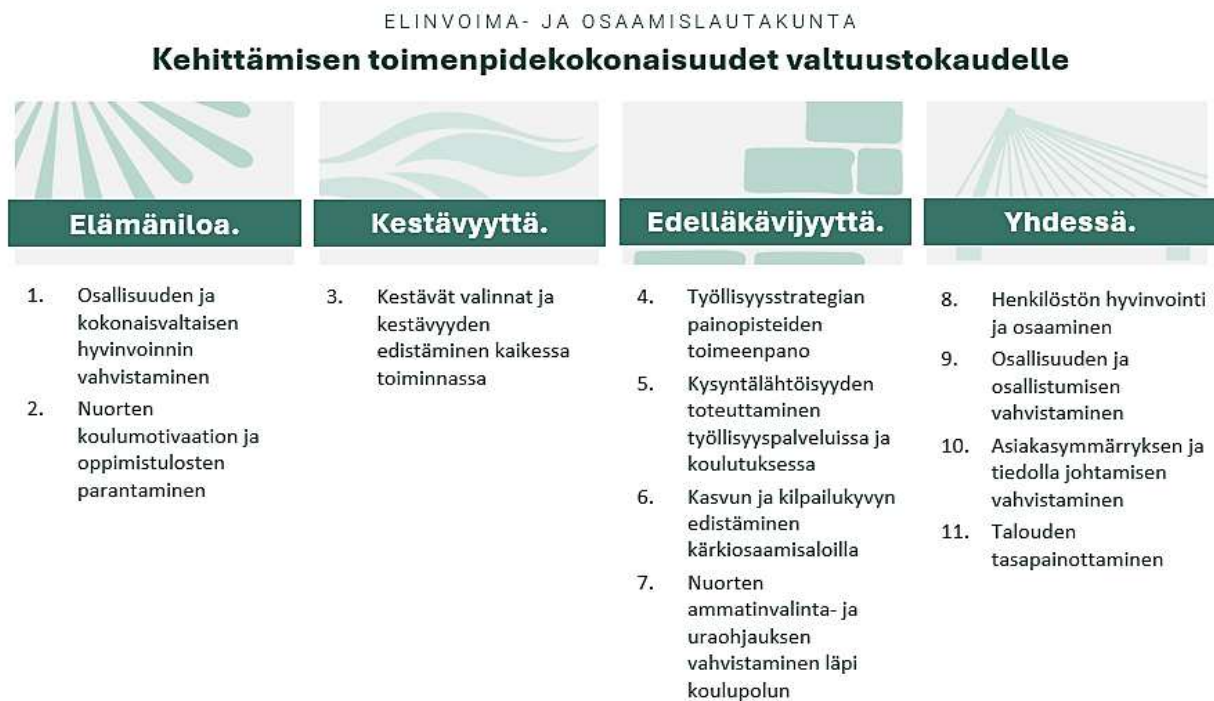 ELINVOIMA- JA OSAAMISLAUTAKUNTA
Kehittämisen toimenpidekokonaisuudet valtuustokaudelle
Elämäniloa.
1. Osallisuuden ja
kokonaisvaltaisen
hyvinvoinnin
vahvistaminen
2. Nuorten
koulumotivaation ja
oppimistulosten
parantaminen
Kestävyyttä.
3. Kestävät valinnat ja
kestävyyden
edistäminen kaikessa
toiminnassa
Edelläkävijyyttä.
4. Työllisyysstrategian
painopisteiden
toimeenpano
5. Kysyntälähtöisyyden
toteuttaminen
työllisyyspalveluissa ja
koulutuksessa
6. Kasvun ja kilpailukyvyn
edistäminen
kärkiosaamisaloilla
7. Nuorten
ammatinvalinta- ja
uraohjauksen
vahvistaminen läpi
koulupolun
Yhdessä.
8. Henkilöstön hyvinvointi
ja osaaminen
9. Osallisuuden ja
osallistumisen
vahvistaminen
10. Asiakasymmärryksen ja
tiedolla johtamisen
vahvistaminen
11. Talouden
tasapainottaminen